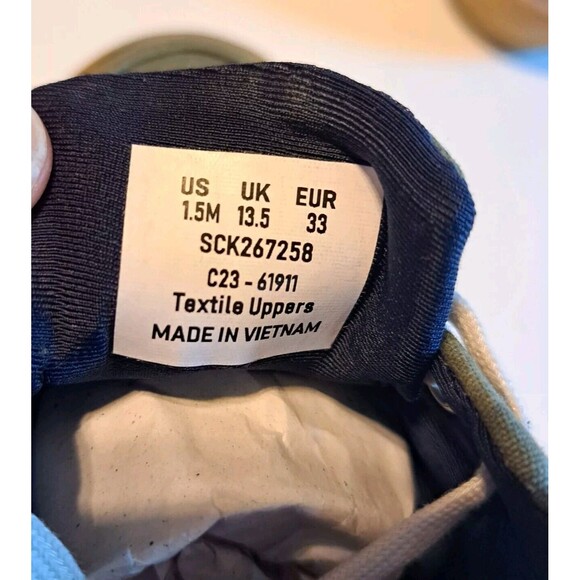 US UK EUR
1.5M 13.5 33
SCK267258
C23 - 61911
Textile Uppers
MADE IN VIETNAM